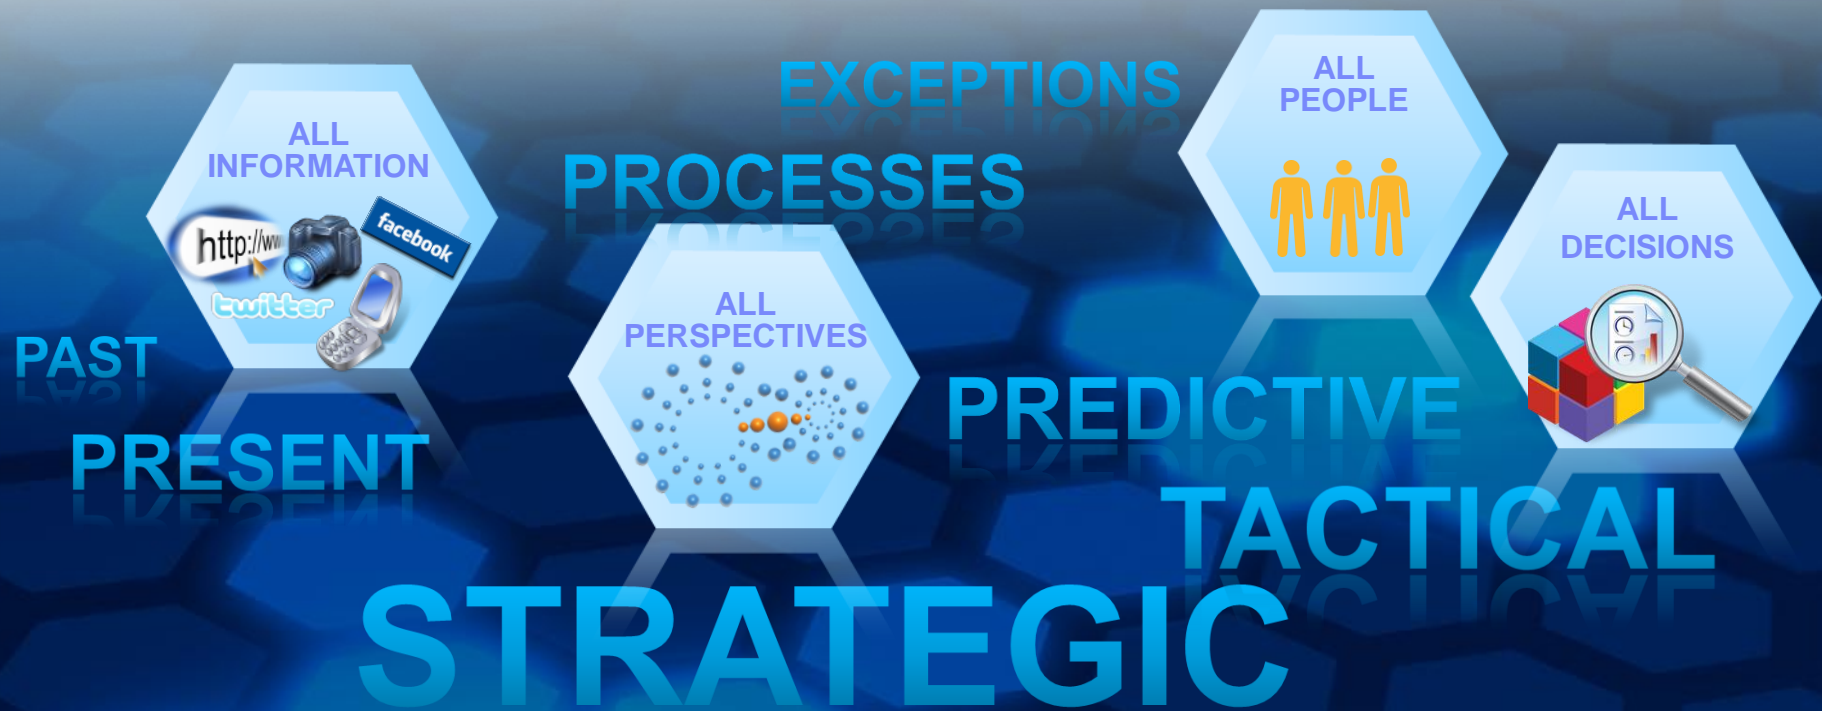 EXCEPTIONS
ALL
PEOPLE
ALL
INFORMATION
PROCESSES
http://ww
facebook
twitter
ALL
DECISIONS
ALL
PERSPECTIVES
PAST
PRESENT
PREDICTIVE
TACTICAL
STRATEGIC